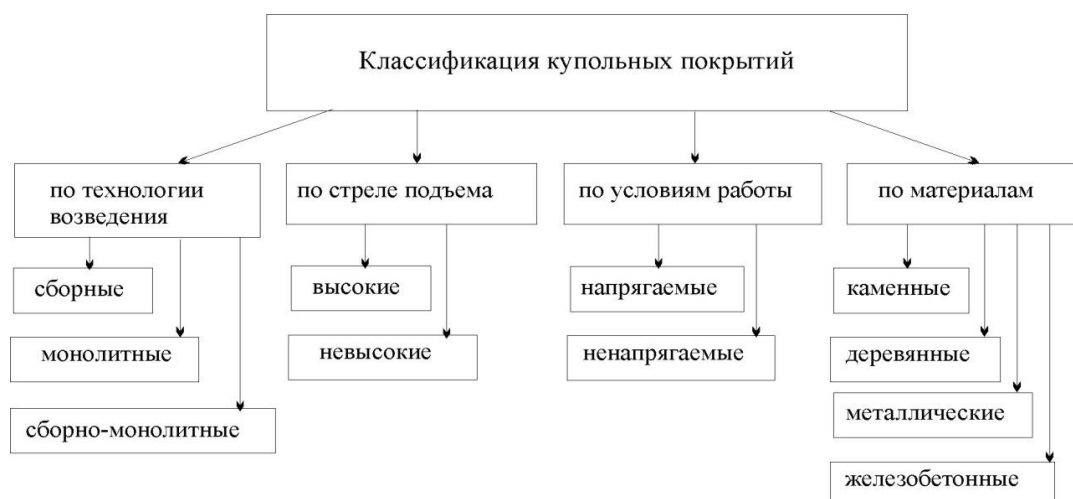 Классификация купольных покрытий
по технологии
возведения
по стреле подъема
по условиям работы
по материалам
сборные
монолитные
сборно-монолитные
высокие
невысокие
напрягаемые
ненапрягаемые
каменные
деревянные
металлические
железобетонные